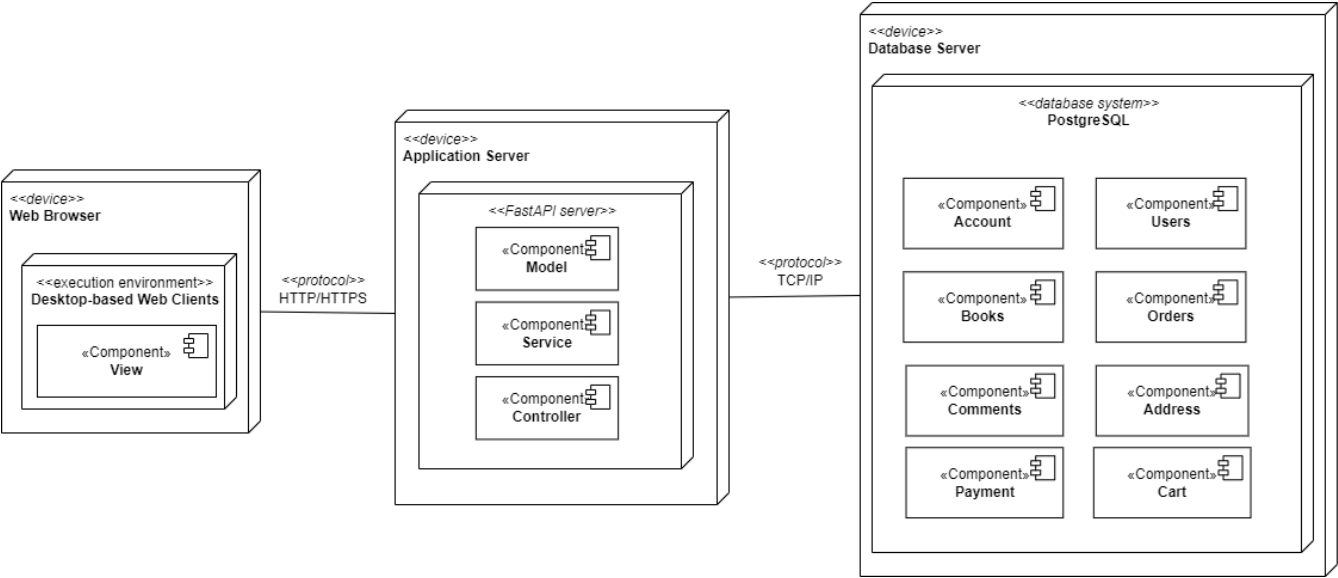 <<device>>
Web Browser
<<execution environment>>
Desktop-based Web Clients
«Component»
View
<<protocol>>
HTTP/HTTPS
<<device>>
Application Server
<<FastAPI server>>
«Component»
Model
«Component»
Service
«Component»
Controller
<<protocol>>
TCP/IP
<<device>>
Database Server
<<database system>>
PostgreSQL
«Component»
Account
«Component»
Users
«Component»
Books
«Component»
Orders
«Component»
Comments
«Component»
Address
«Component»
Payment
«Component»
Cart